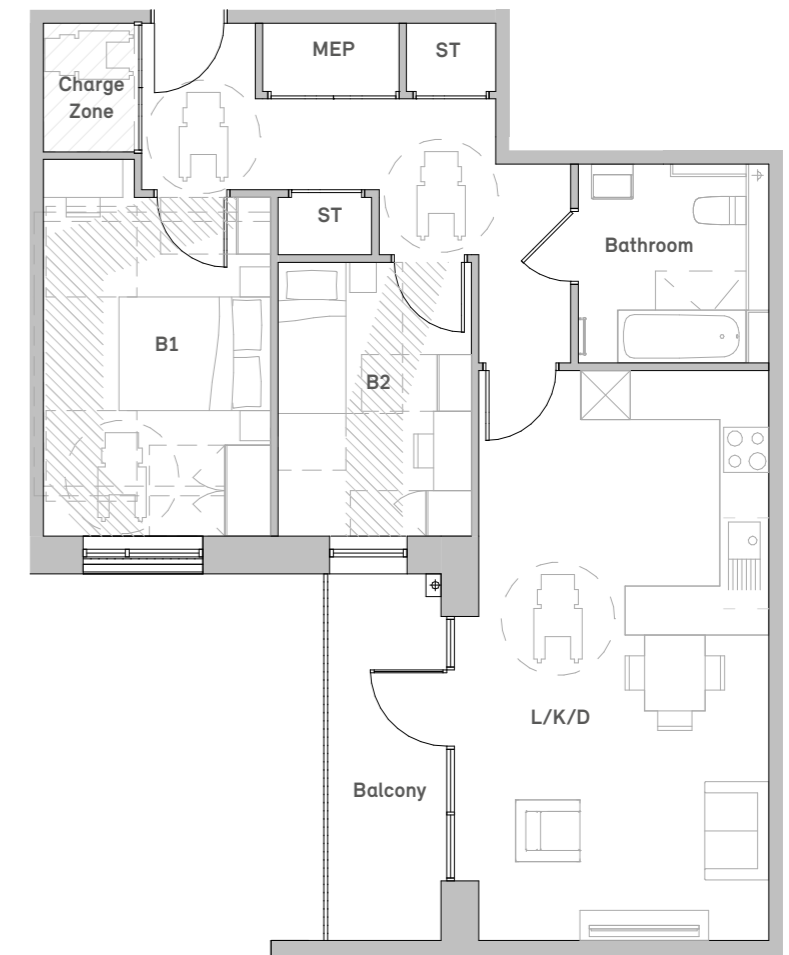 MEP
ST
Charge
Zone
ST
Bathroom
B1
B2
L/K/D
Balcony